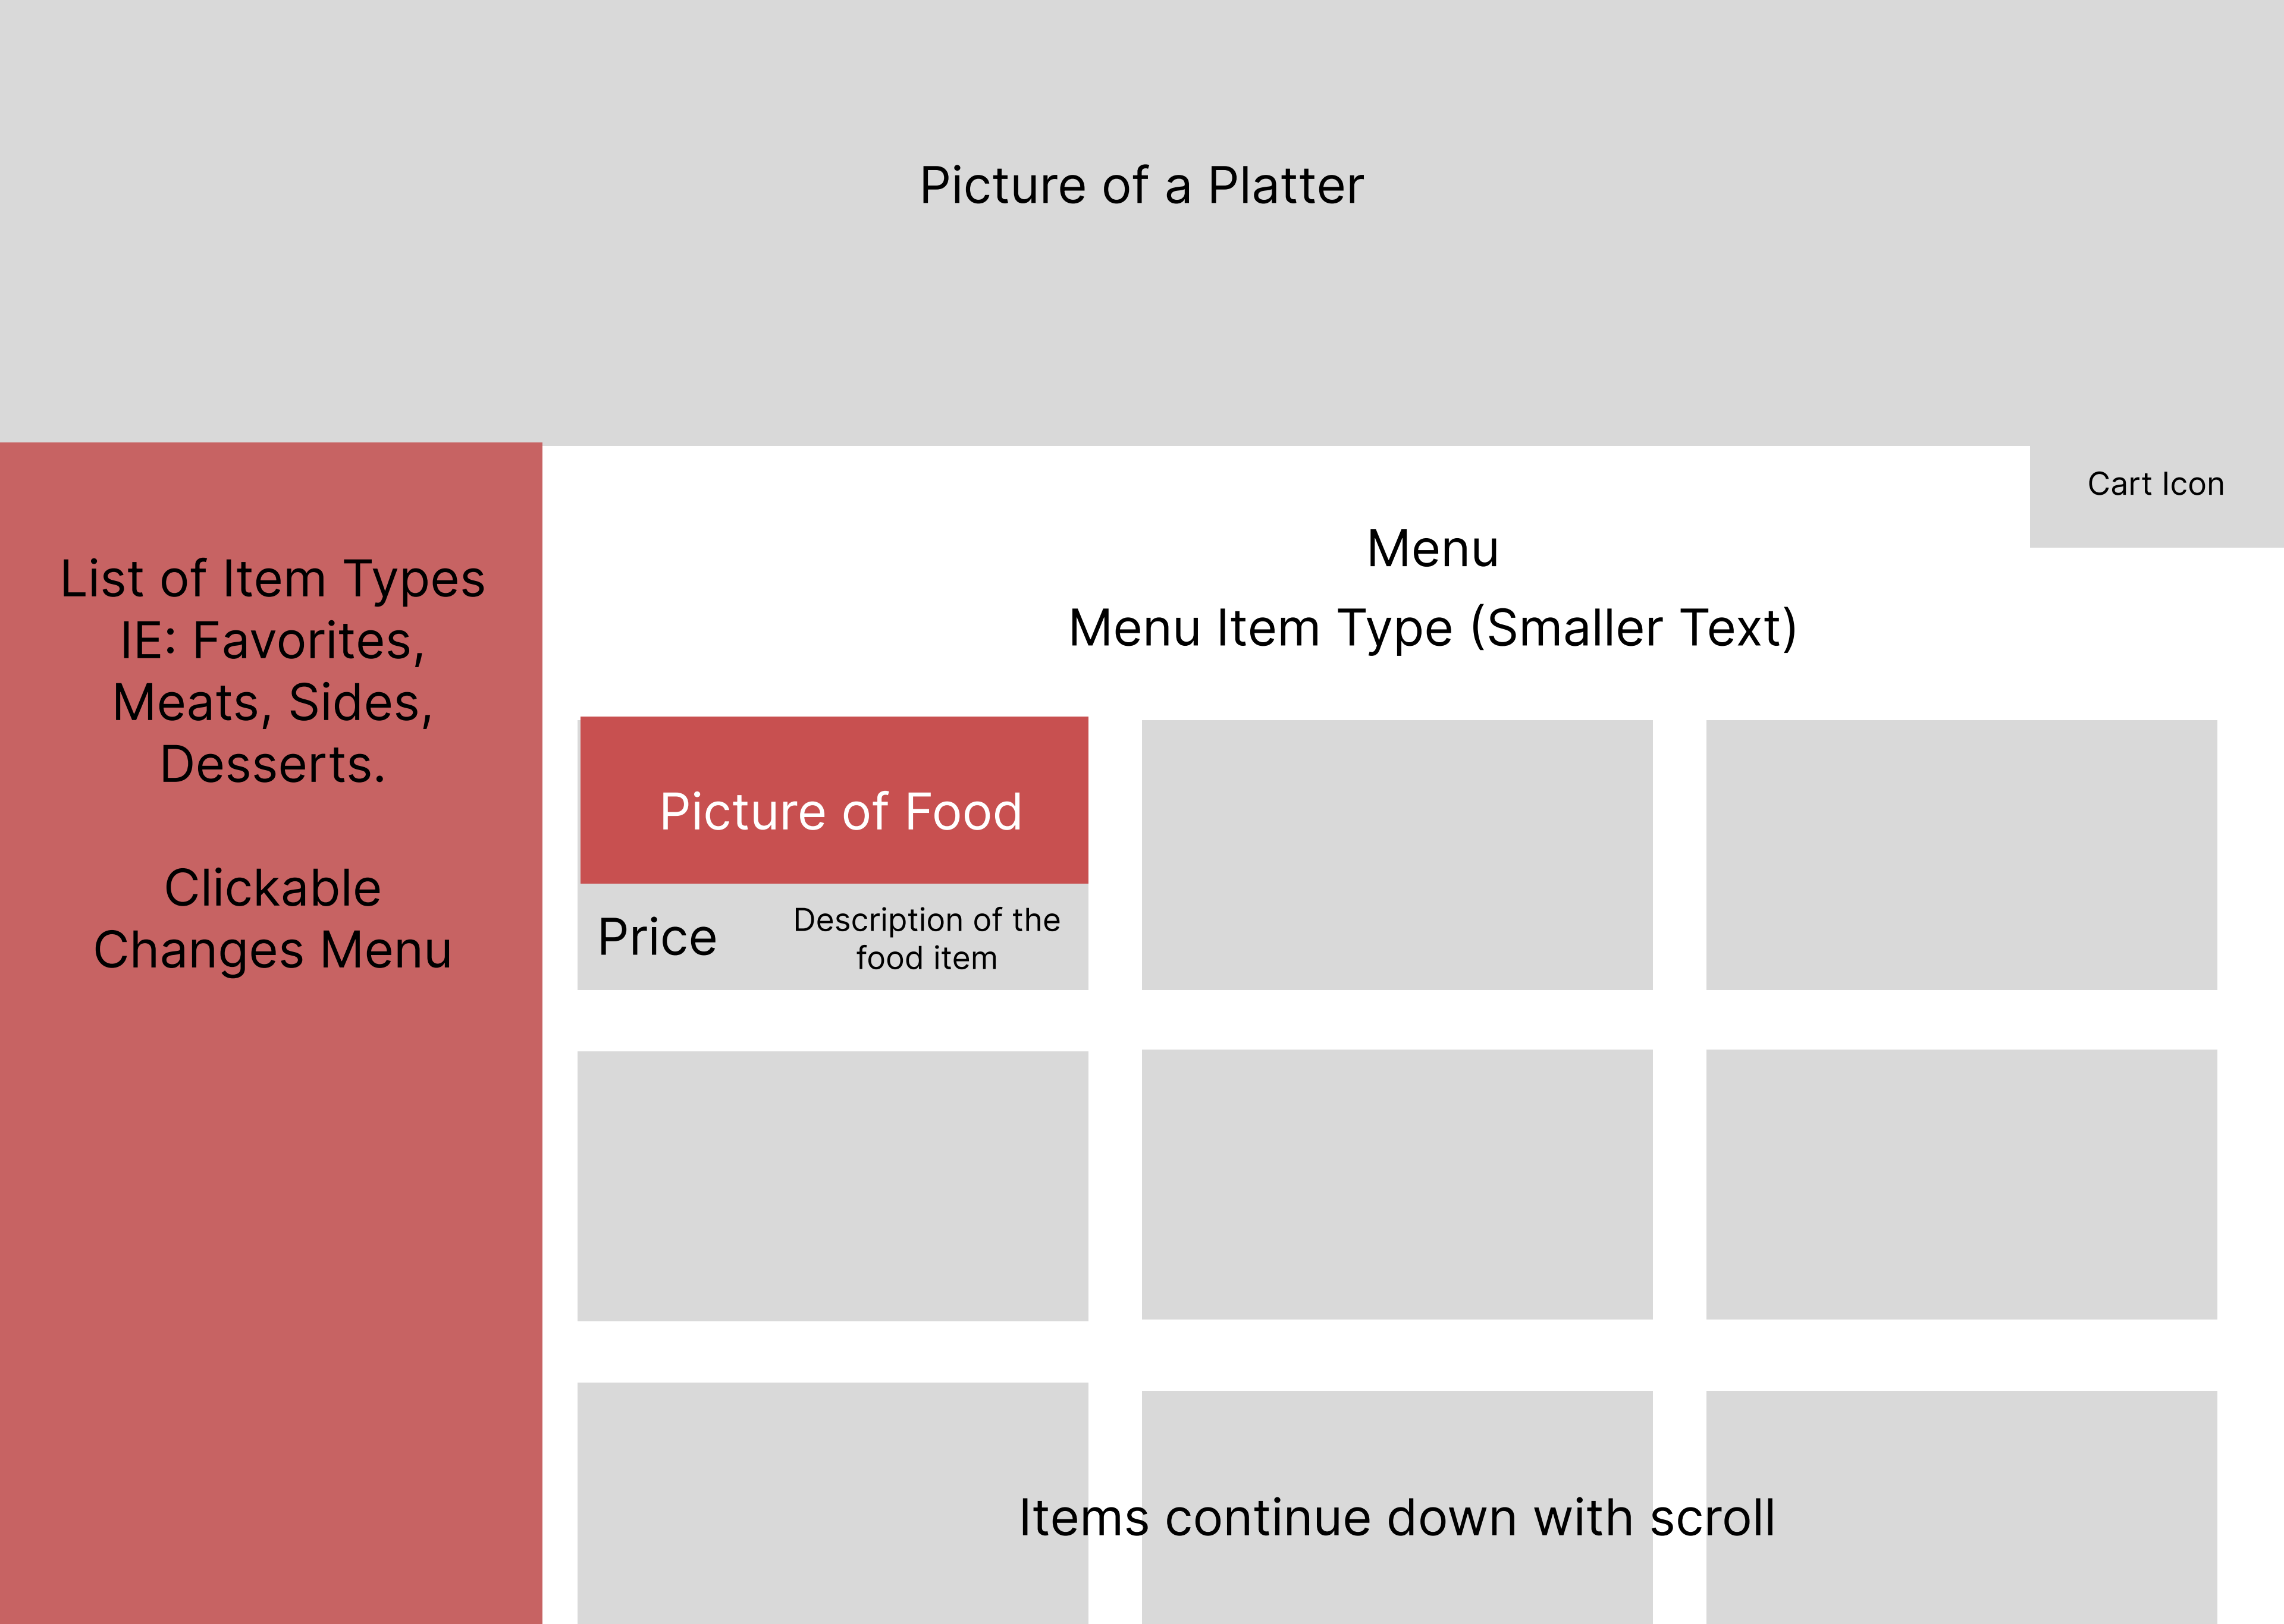 Picture of a Platter
Cart Icon
List of Item Types
IE: Favorites,
Meats, Sides,
Desserts.
Clickable
Changes Menu
Menu
Menu Item Type (Smaller Text)
Picture of Food
Price
Description of the
food item
Items continue down with scroll